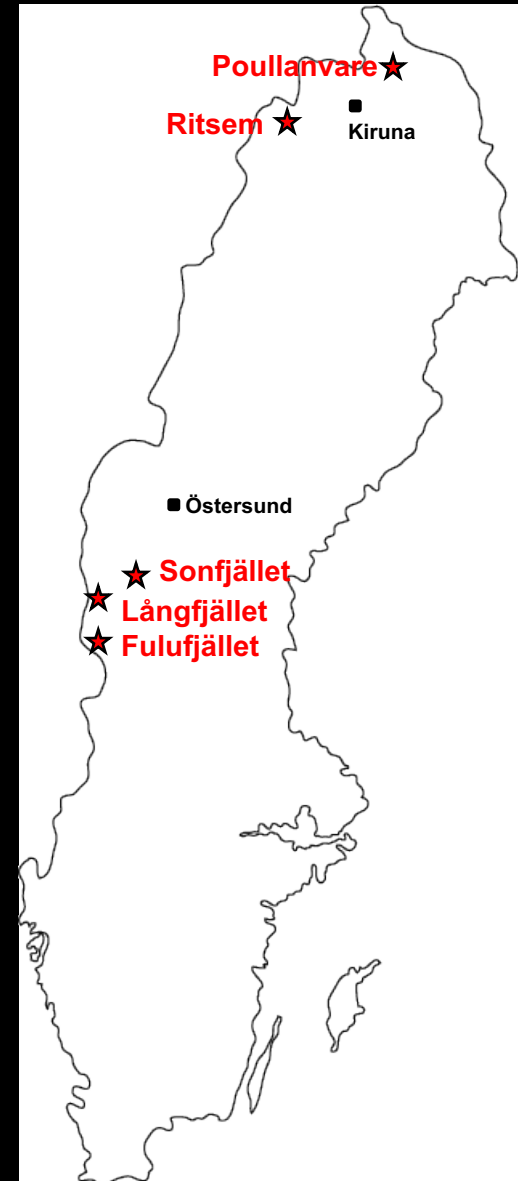 Poullanvare
Ritsem
Kiruna
Östersund
Sonfjället
Långfjället
Fulufjället